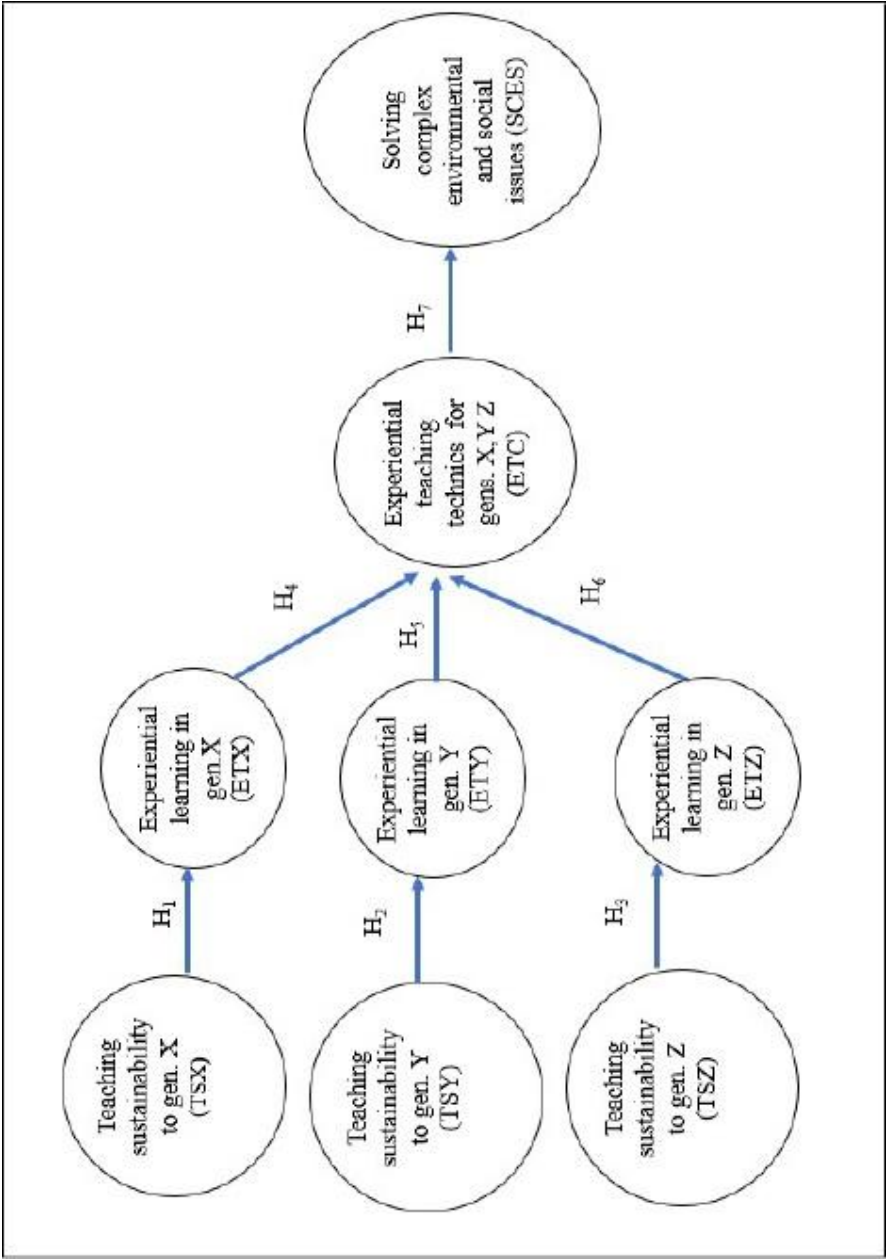 Teaching
sustainability
to gen. X
(TSX)
H1
Experiential
learning in
gen.X
(ETX)
H4
Teaching
sustainability
to gen. Y
(TSY)
H2
Experiential
learning in
gen. Y
(ETY)
H5
Teaching
sustainability
to gen. Z
(TSZ)
H3
Experiential
learning in
gen. Z
(ETZ)
H6
Experiential
teaching
technics for
gens. X,Y Z
(ETC)
H7
Solving
complex
environmental
and social
issues (SCES)